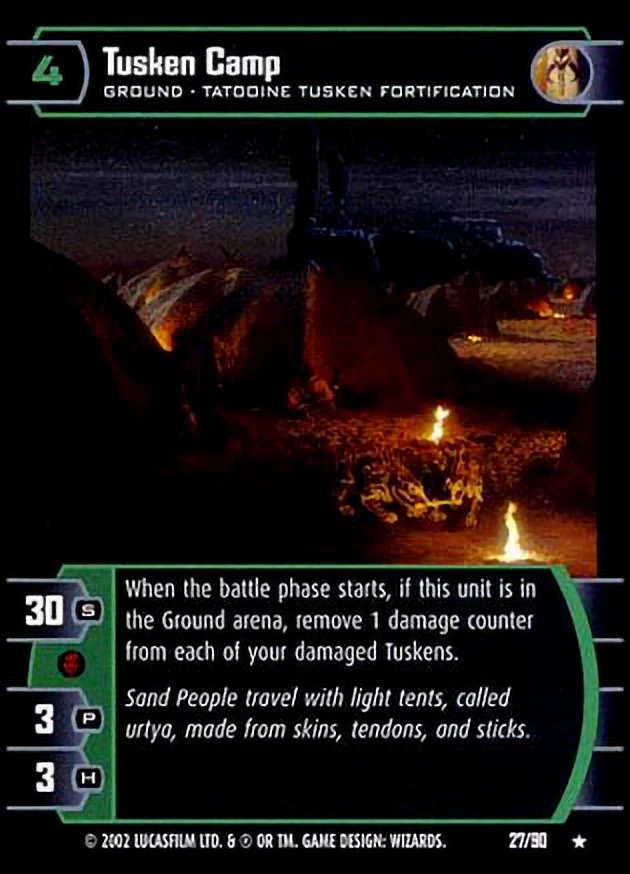 4
Tusken Camp
GROUND · TATOOINE TUSKEN FORTIFICATION
When the battle phase starts, if this unit is in
the Ground arena, remove 1 damage counter
from each of your damaged Tuskens.
Sand People travel with light tents, called
urtya, made from skins, tendons, and sticks.
30 S
3 P
3 H
© 2002 LUCASFILM LTD. & ® OR TM. GAME DESIGN: WIZARDS.
27/90 ★